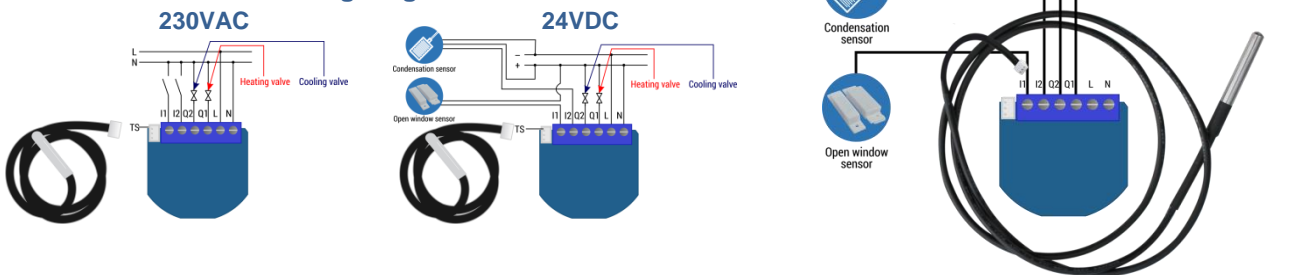 230VAC
L
N
Heating valve
Cooling valve
I1 I2 Q2 Q1 L N
TS
24VDC
Condensation sensor
–
+
Heating valve
Cooling valve
Open window sensor
I1 I2 Q2 Q1 L N
TS
Condensation
sensor
I1 I2 Q2 Q1 L N
Open window
sensor